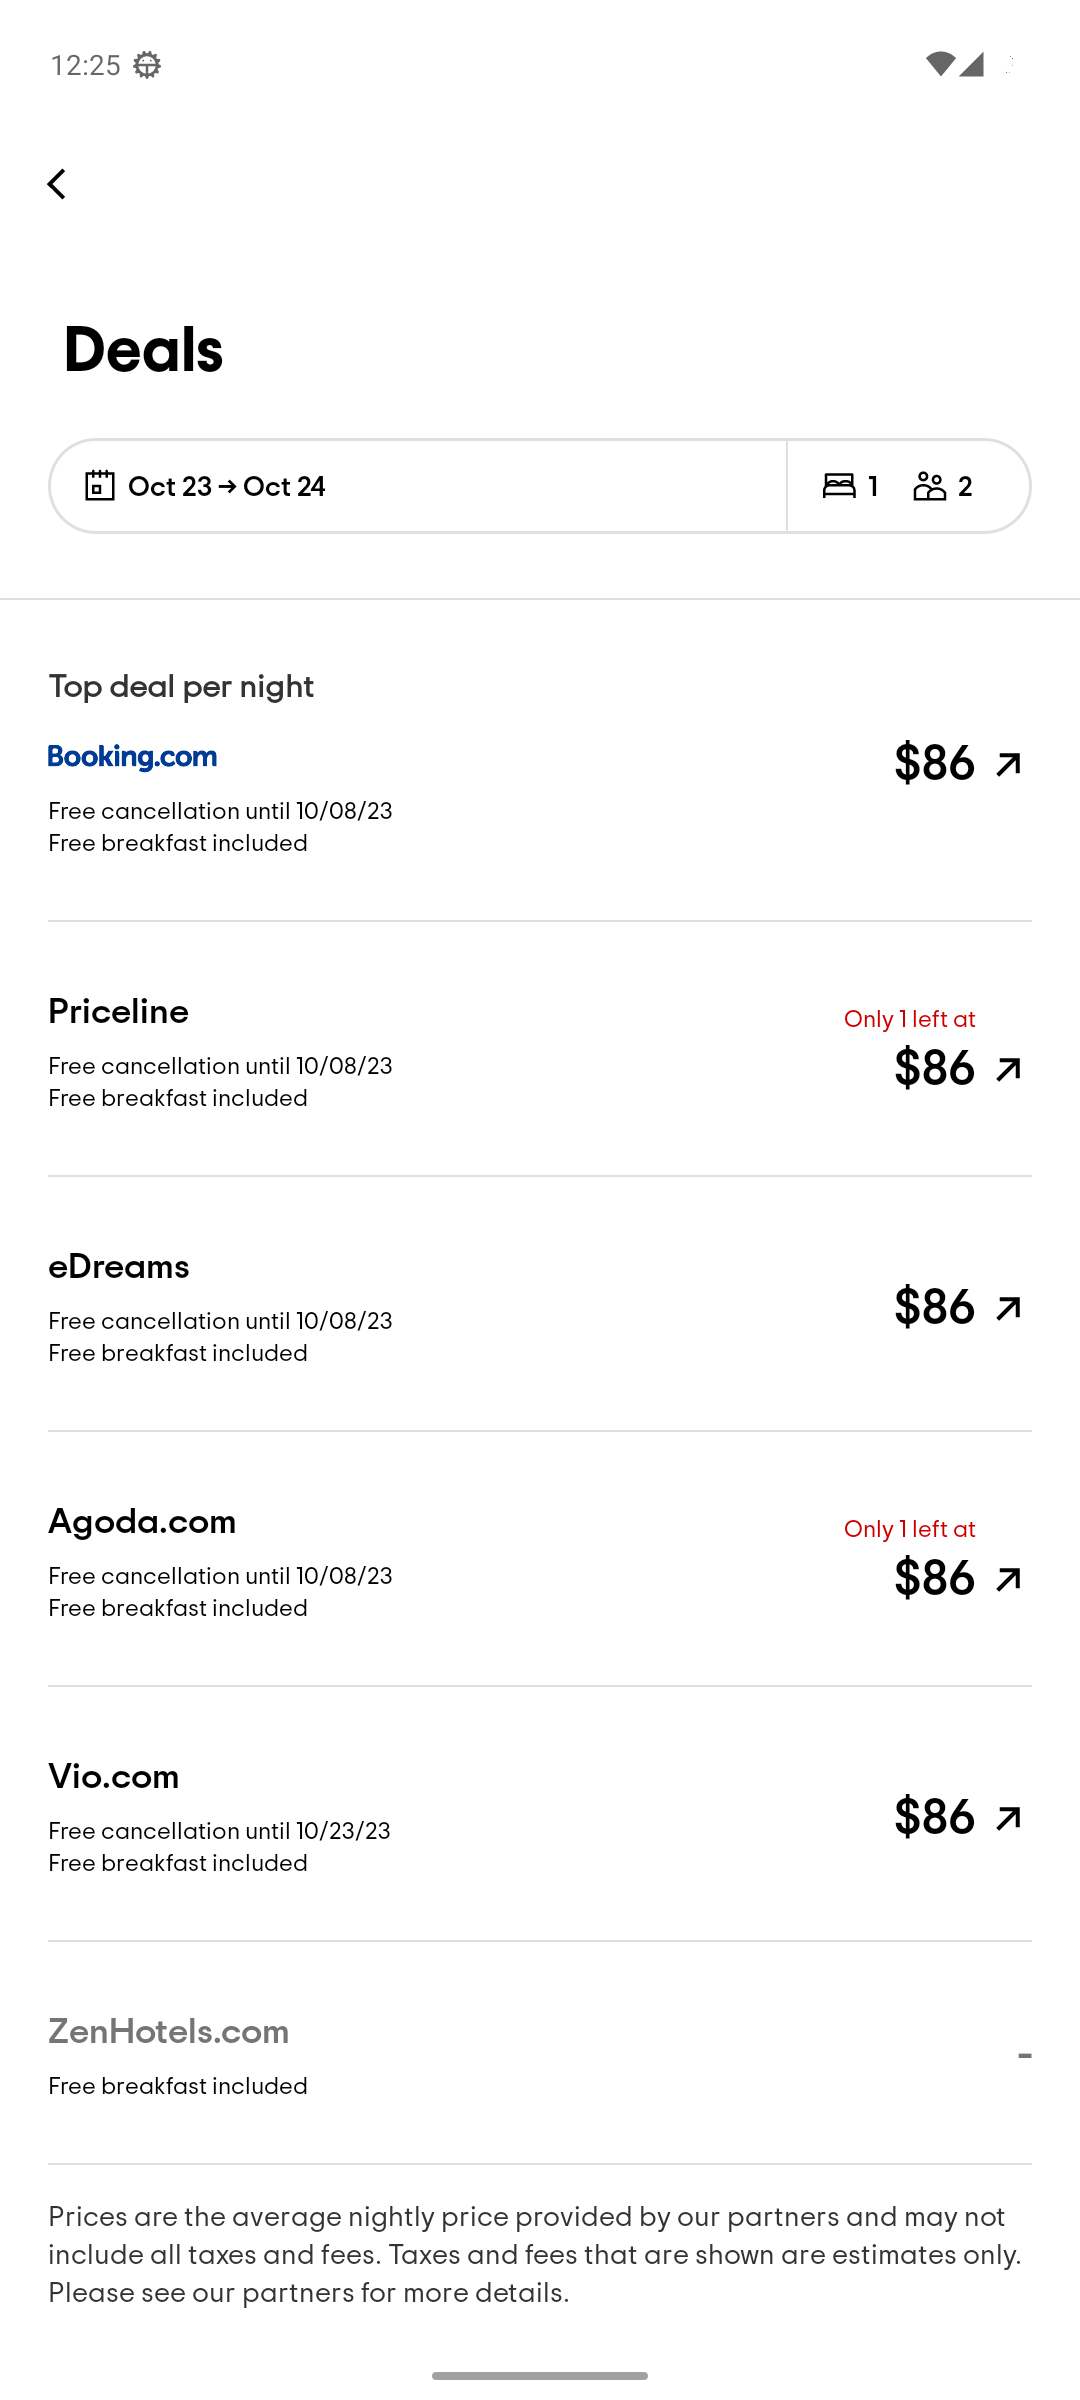 12:25
Deals
Oct 23 → Oct 24
1
2
Top deal per night
Booking.com
$86
Free cancellation until 10/08/23
Free breakfast included
Priceline
Only 1 left at
$86
Free cancellation until 10/08/23
Free breakfast included
eDreams
$86
Free cancellation until 10/08/23
Free breakfast included
Agoda.com
Only 1 left at
$86
Free cancellation until 10/08/23
Free breakfast included
Vio.com
$86
Free cancellation until 10/23/23
Free breakfast included
ZenHotels.com
-
Free breakfast included
Prices are the average nightly price provided by our partners and may not
include all taxes and fees. Taxes and fees that are shown are estimates only.
Please see our partners for more details.